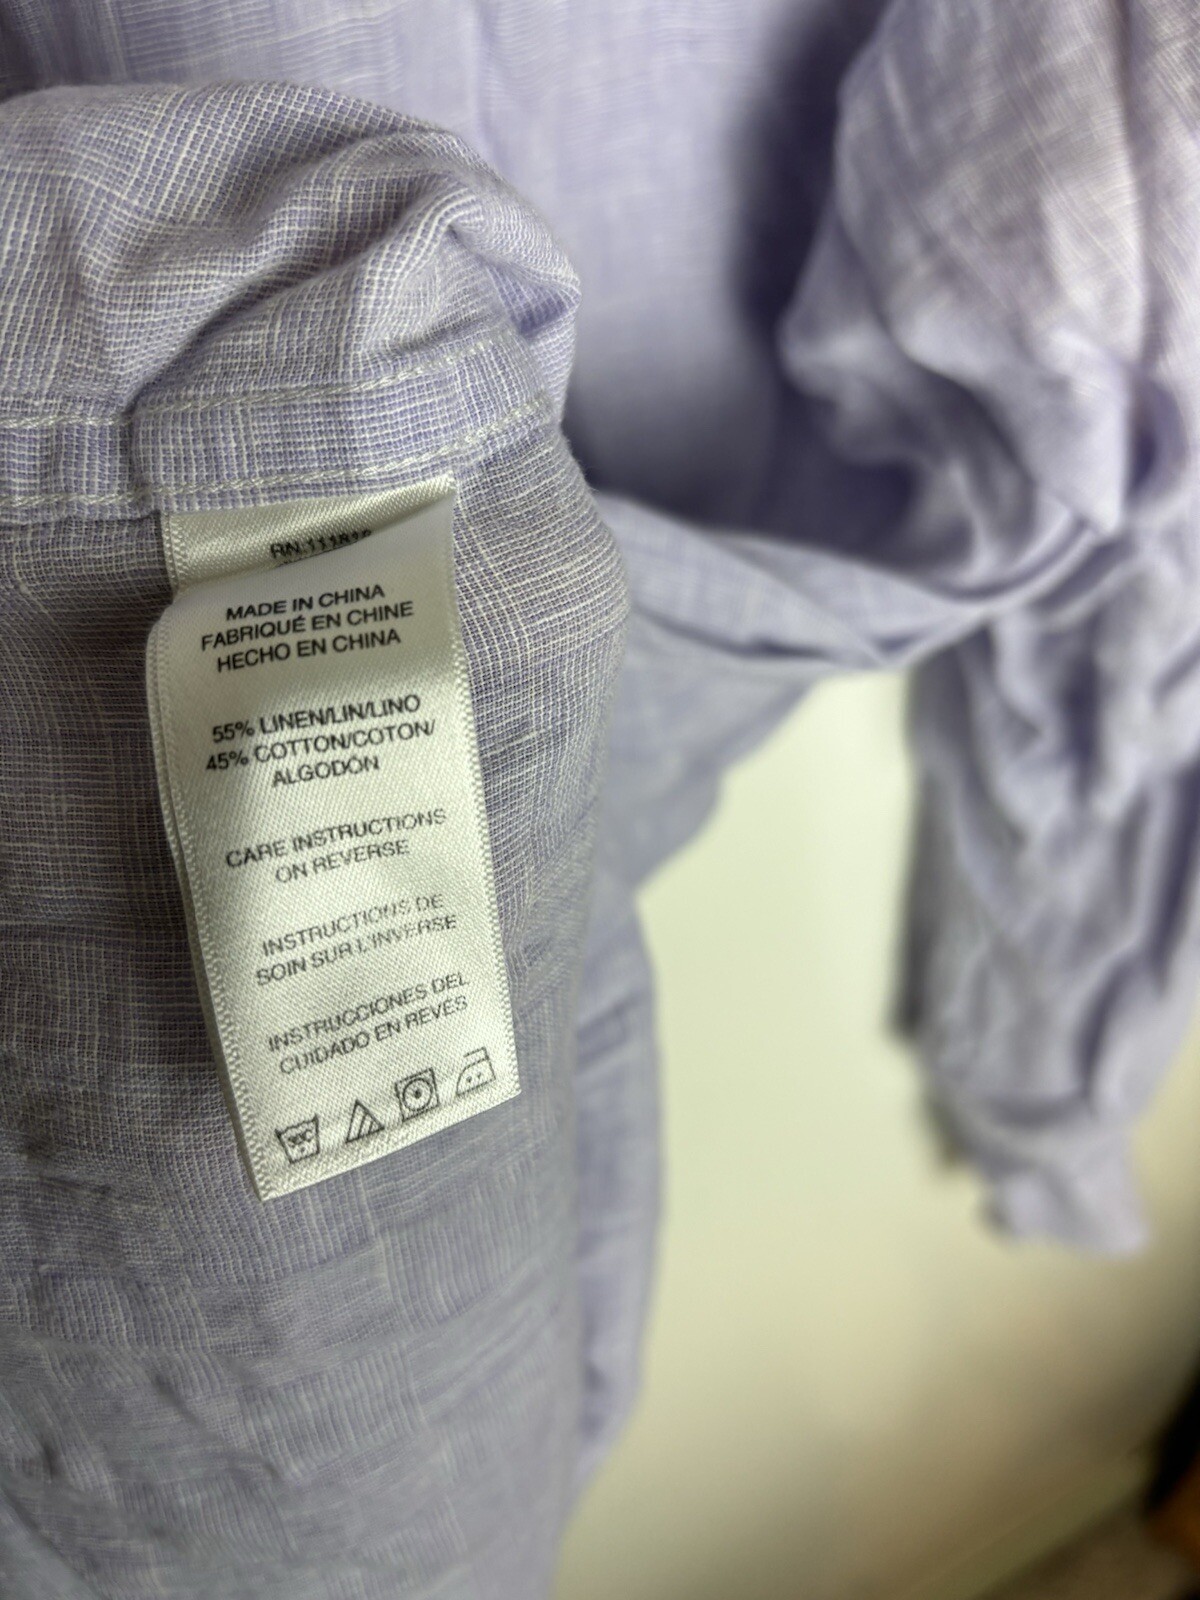 MADE IN CHINA
FABRIQUÉ EN CHINE
HECHO EN CHINA
55% LINEN/LIN/LINO
45% COTTON/COTON/
ALGODÓN
CARE INSTRUCTIONS
ON REVERSE
INSTRUCTIONS DE
SOIN SUR L'INVERSE
INSTRUCCIONES DEL
CUIDADO EN REVÉS